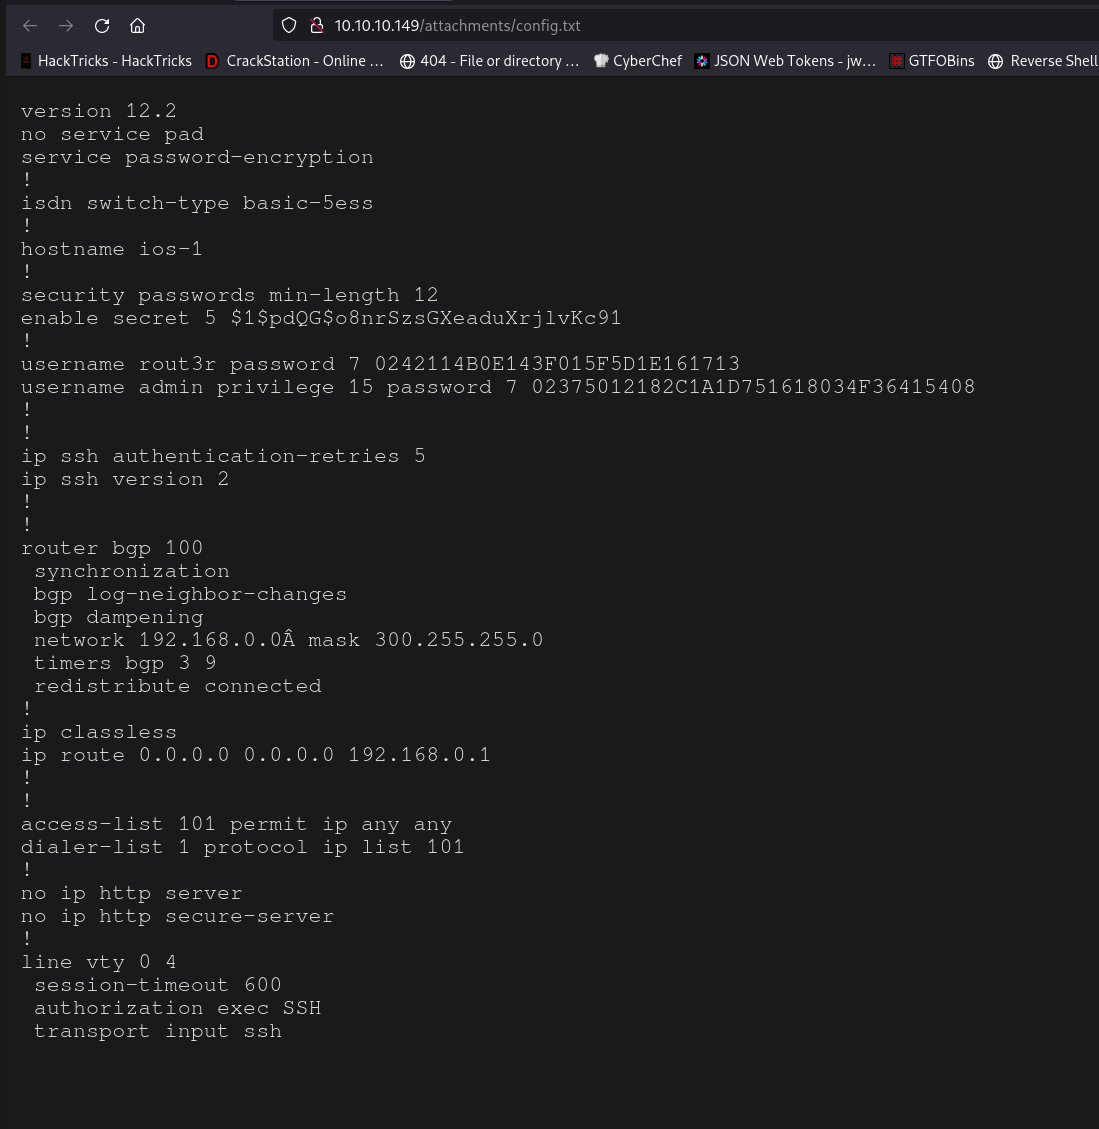 10.10.10.149/attachments/config.txt
HackTricks - HackTricks CrackStation - Online ... 404 - File or directory ... CyberChef JSON Web Tokens - jw... GTFOBins Reverse Shell
version 12.2
no service pad
service password-encryption
!
isdn switch-type basic-5ess
!
hostname ios-1
!
security passwords min-length 12
enable secret 5 $1$pdQG$o8nrSzsGXeaduXrjlvKc91
!
username rout3r password 7 0242114B0E143F015F5D1E161713
username admin privilege 15 password 7 02375012182C1A1D751618034F36415408
!
!
ip ssh authentication-retries 5
ip ssh version 2
!
!
router bgp 100
 synchronization
 bgp log-neighbor-changes
 bgp dampening
 network 192.168.0.0Â mask 300.255.255.0
 timers bgp 3 9
 redistribute connected
!
ip classless
ip route 0.0.0.0 0.0.0.0 192.168.0.1
!
!
access-list 101 permit ip any any
dialer-list 1 protocol ip list 101
!
no ip http server
no ip http secure-server
!
line vty 0 4
 session-timeout 600
 authorization exec SSH
 transport input ssh